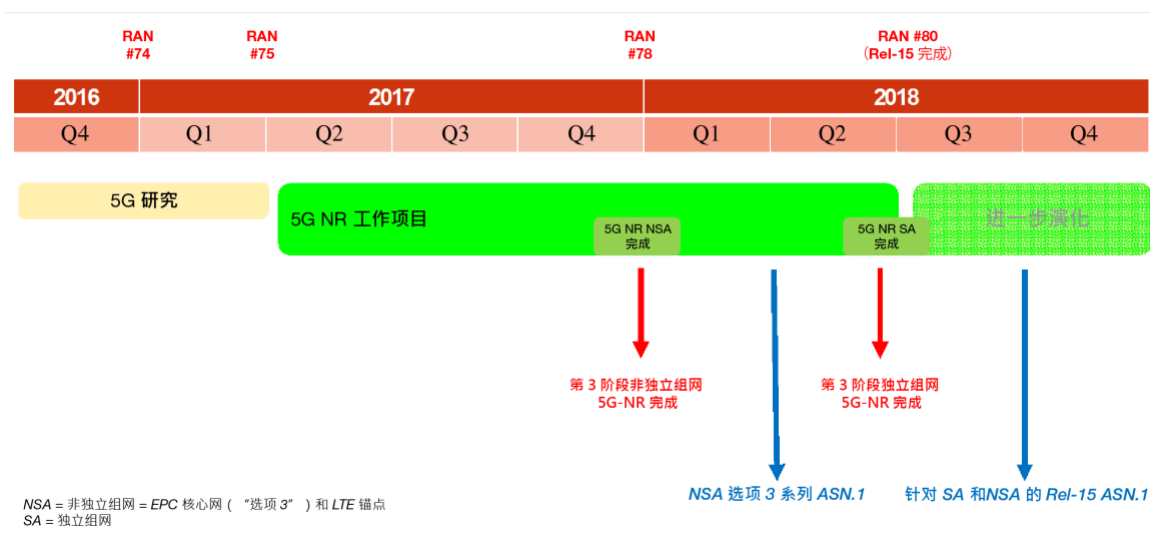 RAN
#74
RAN
#75
RAN
#78
RAN #80
(Rel-15 完成)
2016
2017
2018
Q4
Q1
Q2
Q3
Q4
Q1
Q2
Q3
Q4
5G 研究
5G NR 工作项目
5G NR NSA
完成
5G NR SA
完成
进一步演化
第 3 阶段非独立组网
5G-NR 完成
第 3 阶段独立组网
5G-NR 完成
NSA 选项 3 系列 ASN.1
针对 SA 和NSA 的 Rel-15 ASN.1
NSA = 非独立组网 = EPC 核心网（ “选项 3” ）和 LTE 锚点
SA = 独立组网